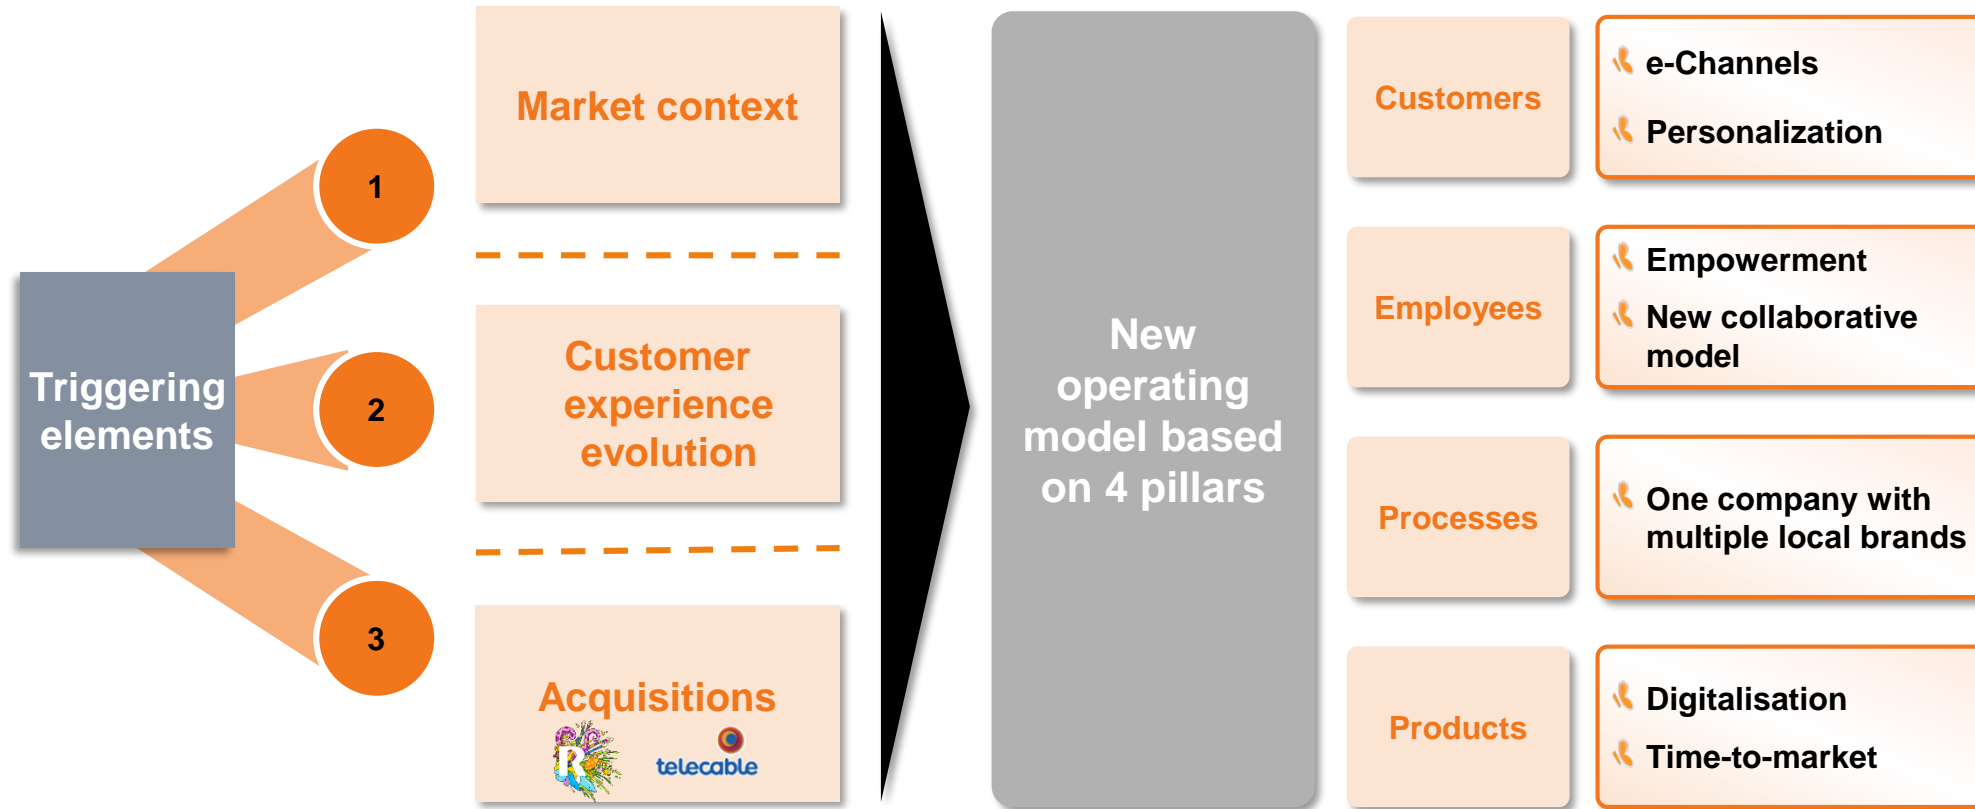 Triggering
elements
1
2
3
Market context
Customer
experience
evolution
Acquisitions
R
telecable
New
operating
model based
on 4 pillars
Customers
e-Channels
Personalization
Employees
Empowerment
New collaborative
model
Processes
One company with
multiple local brands
Products
Digitalisation
Time-to-market